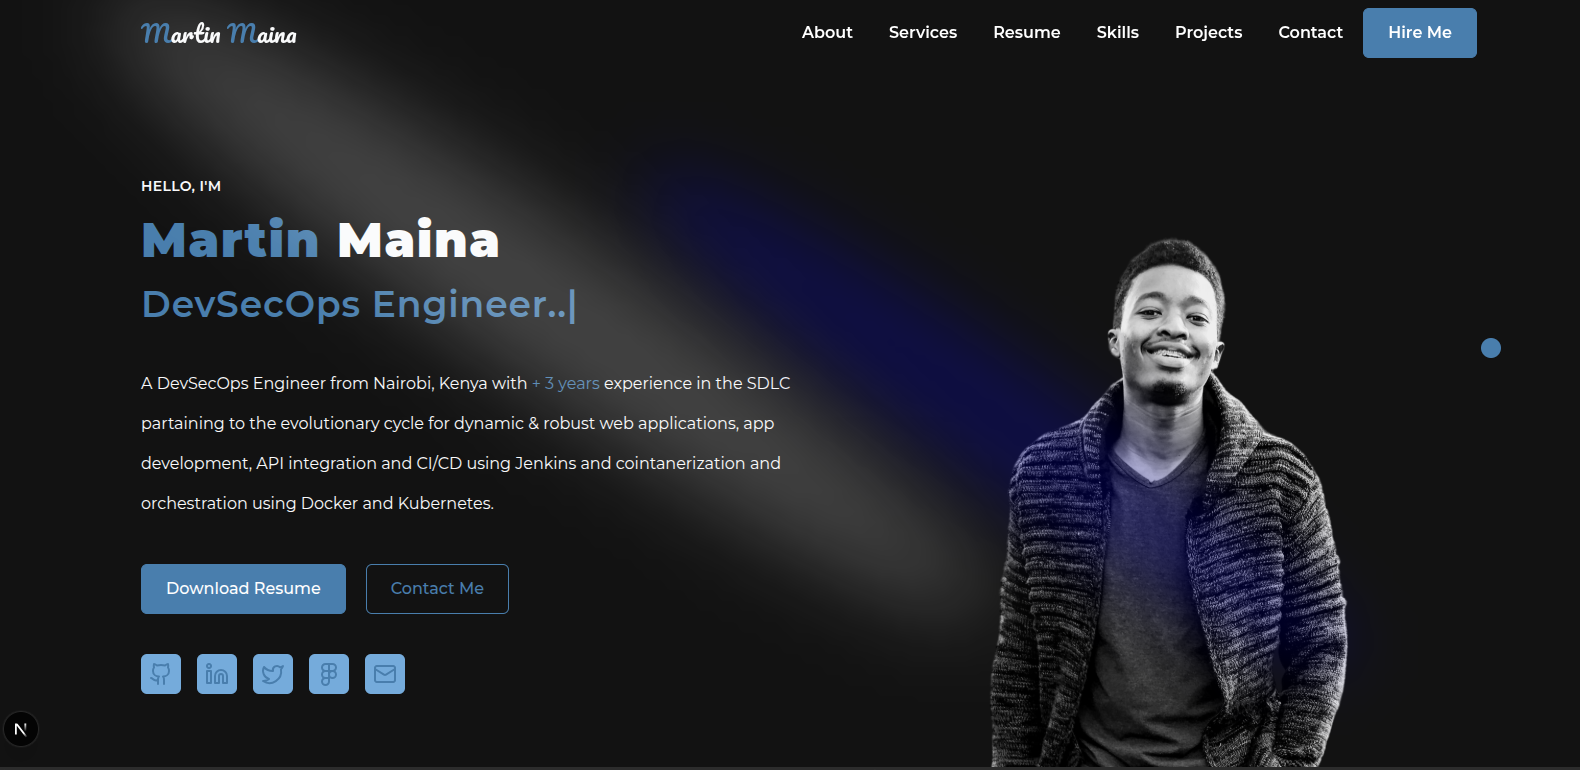 Martin Maina
About Services Resume Skills Projects Contact Hire Me
HELLO, I'M
Martin Maina
DevSecOps Engineer..|
A DevSecOps Engineer from Nairobi, Kenya with + 3 years experience in the SDLC
partaining to the evolutionary cycle for dynamic & robust web applications, app
development, API integration and CI/CD using Jenkins and cointanerization and
orchestration using Docker and Kubernetes.
Download Resume Contact Me
N